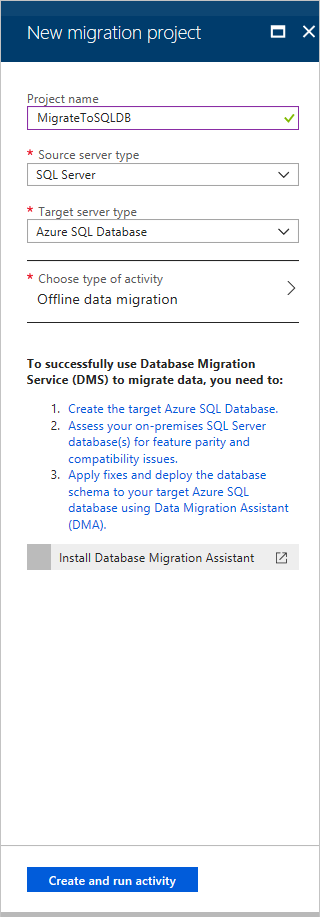 New migration project
Project name
MigrateToSQLDB
* Source server type
SQL Server
* Target server type
Azure SQL Database
* Choose type of activity
Offline data migration
To successfully use Database Migration
Service (DMS) to migrate data, you need to:
1. Create the target Azure SQL Database.
2. Assess your on-premises SQL Server
database(s) for feature parity and
compatibility issues.
3. Apply fixes and deploy the database
schema to your target Azure SQL
database using Data Migration Assistant
(DMA).
Install Database Migration Assistant
Create and run activity